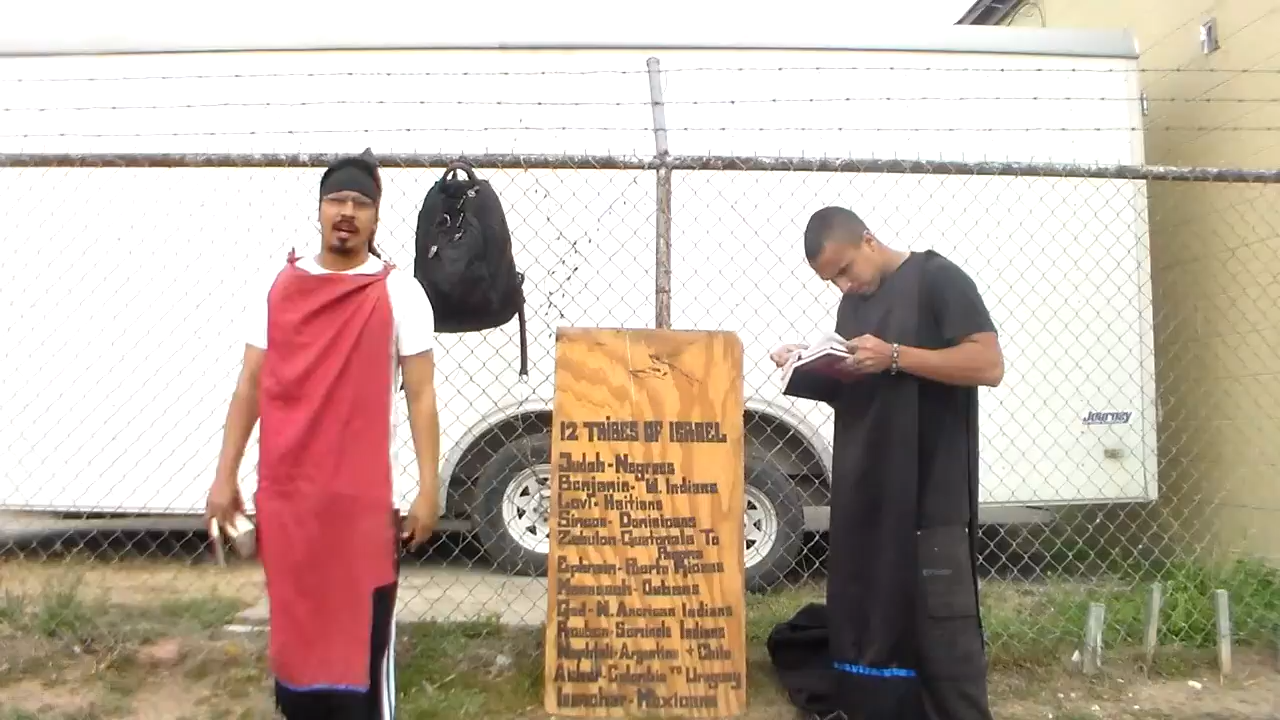 Journey
12 TRIBES OF ISRAEL
Judah - Negroes
Benjamin - W. Indians
Levi - Haitians
Simeon - Dominicans
Zebulon - Guatemala To
Panama
Ephraim - Puerto Ricans
Manasseh - Cubans
Gad - N. American Indians
Reuben - Seminole Indians
Naphtali - Argentina + Chile
Asher - Colombia To Uruguay
Issachar - Mexicans